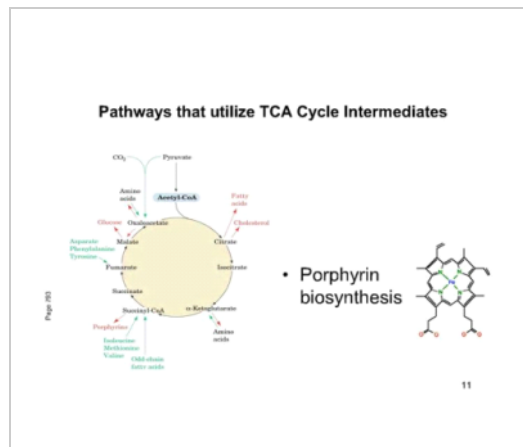 Pathways that utilize TCA Cycle Intermediates
CO₂
Pyruvate
Amino
acids
Acetyl-CoA
Fatty
acids
Glucose
Oxaloacetate
Cholesterol
Malate
Citrate
Aspartate
Phenylalanine
Tyrosine
Fumarate
Isocitrate
Succinate
Succinyl-CoA
α-Ketoglutarate
Porphyrins
Amino
acids
Isoleucine
Methionine
Valine
Odd-chain
fatty acids
• Porphyrin
biosynthesis
11